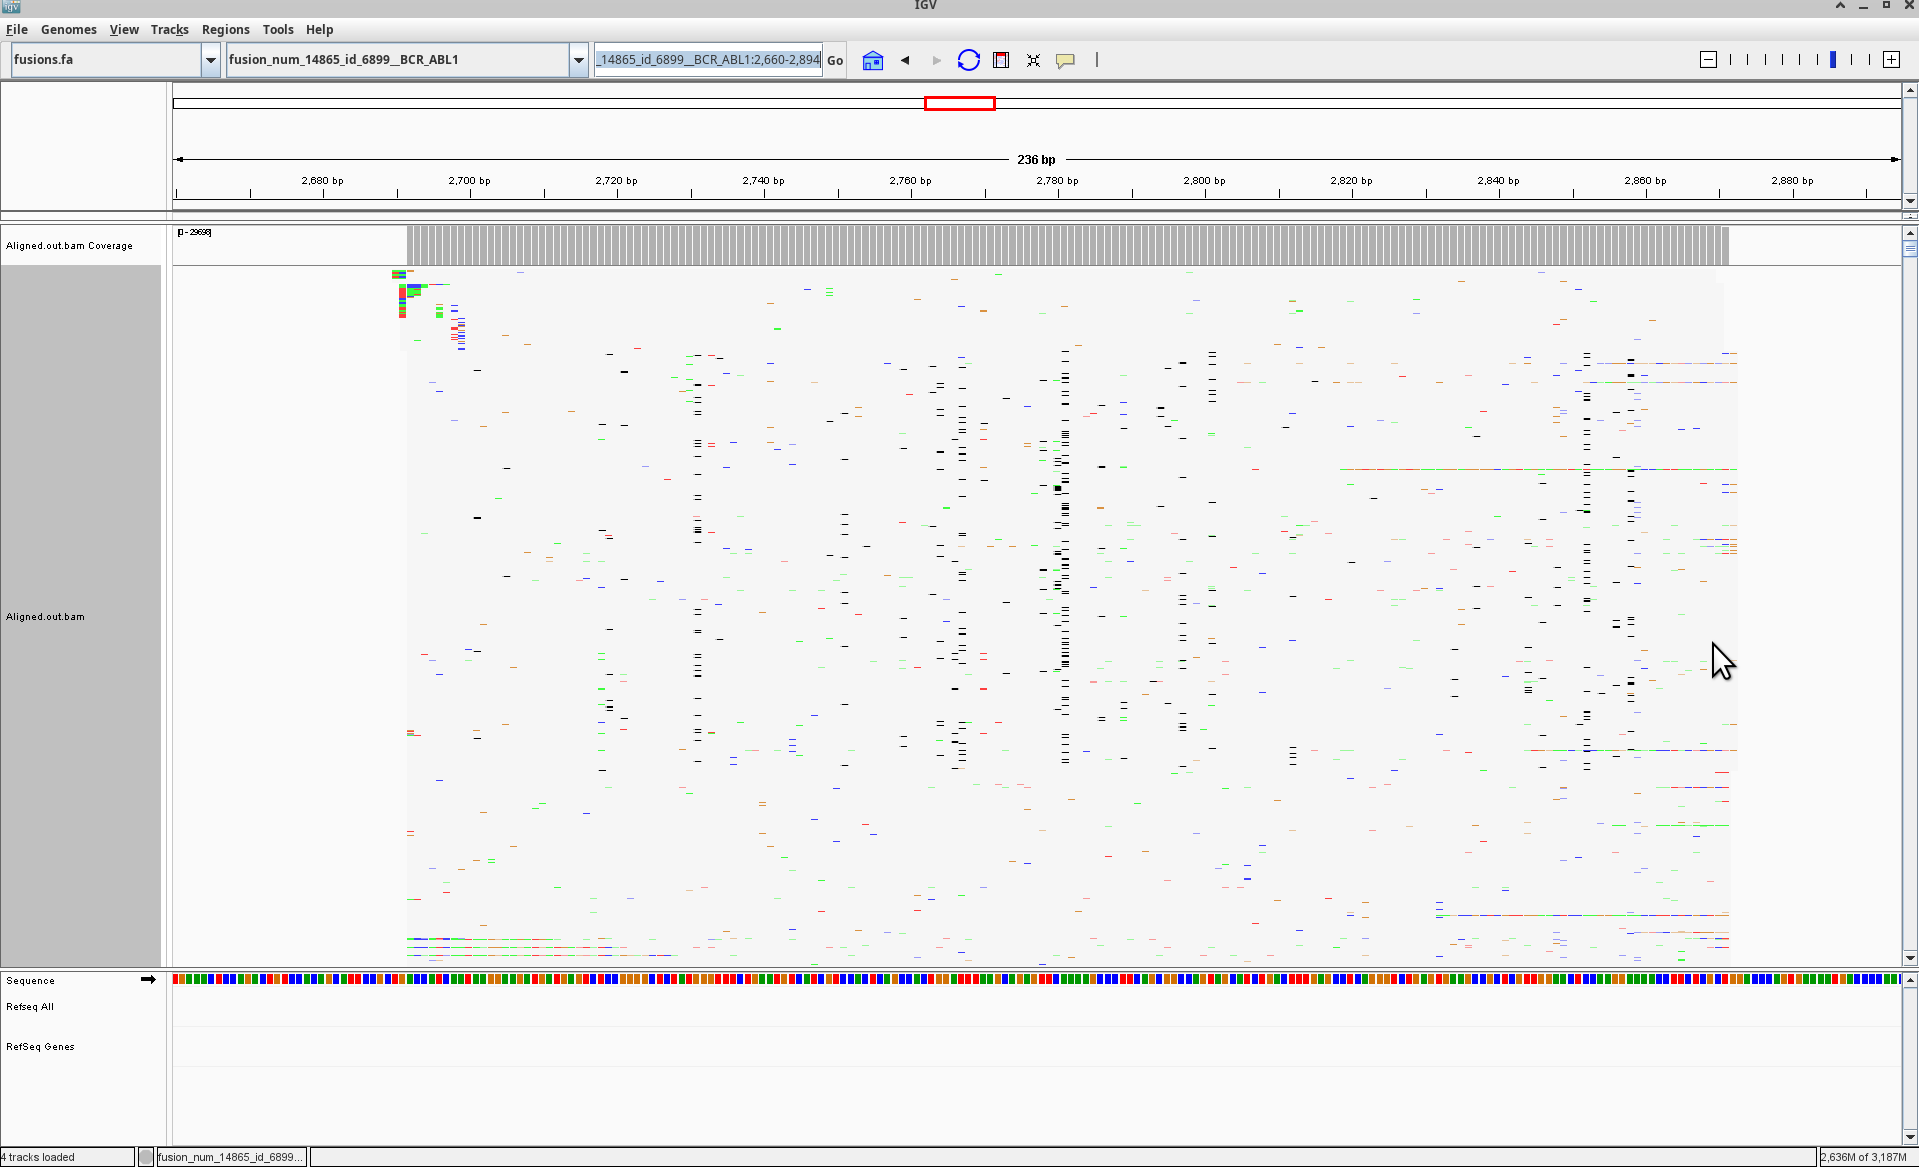 igv
IGV
File Genomes View Tracks Regions Tools Help
fusions.fa
fusion_num_14865_id_6899__BCR_ABL1
_14865_id_6899__BCR_ABL1:2,660-2,894
Go
236 bp
2,680 bp 2,700 bp 2,720 bp 2,740 bp 2,760 bp 2,780 bp 2,800 bp 2,820 bp 2,840 bp 2,860 bp 2,880 bp
[0 - 29698]
Aligned.out.bam Coverage
Aligned.out.bam
Sequence
Refseq All
RefSeq Genes
4 tracks loaded
fusion_num_14865_id_6899...
2,636M of 3,187M